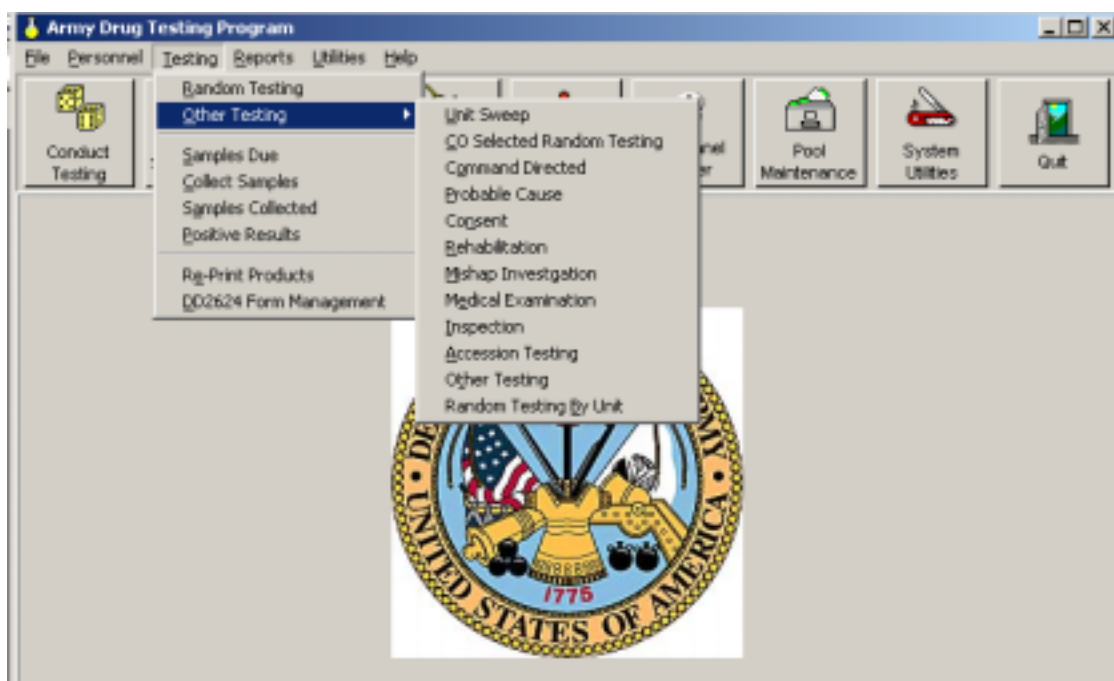 Army Drug Testing Program
File Personnel Testing Reports Utilities Help
Conduct
Testing
Pool
Maintenance
System
Utilities
Quit
Random Testing
Other Testing
Samples Due
Collect Samples
Samples Collected
Positive Results
Re-Print Products
DD2624 Form Management
Unit Sweep
CO Selected Random Testing
Command Directed
Probable Cause
Consent
Rehabilitation
Mishap Investgation
Medical Examination
Inspection
Accession Testing
Other Testing
Random Testing By Unit
UNITED STATES OF AMERICA
1775